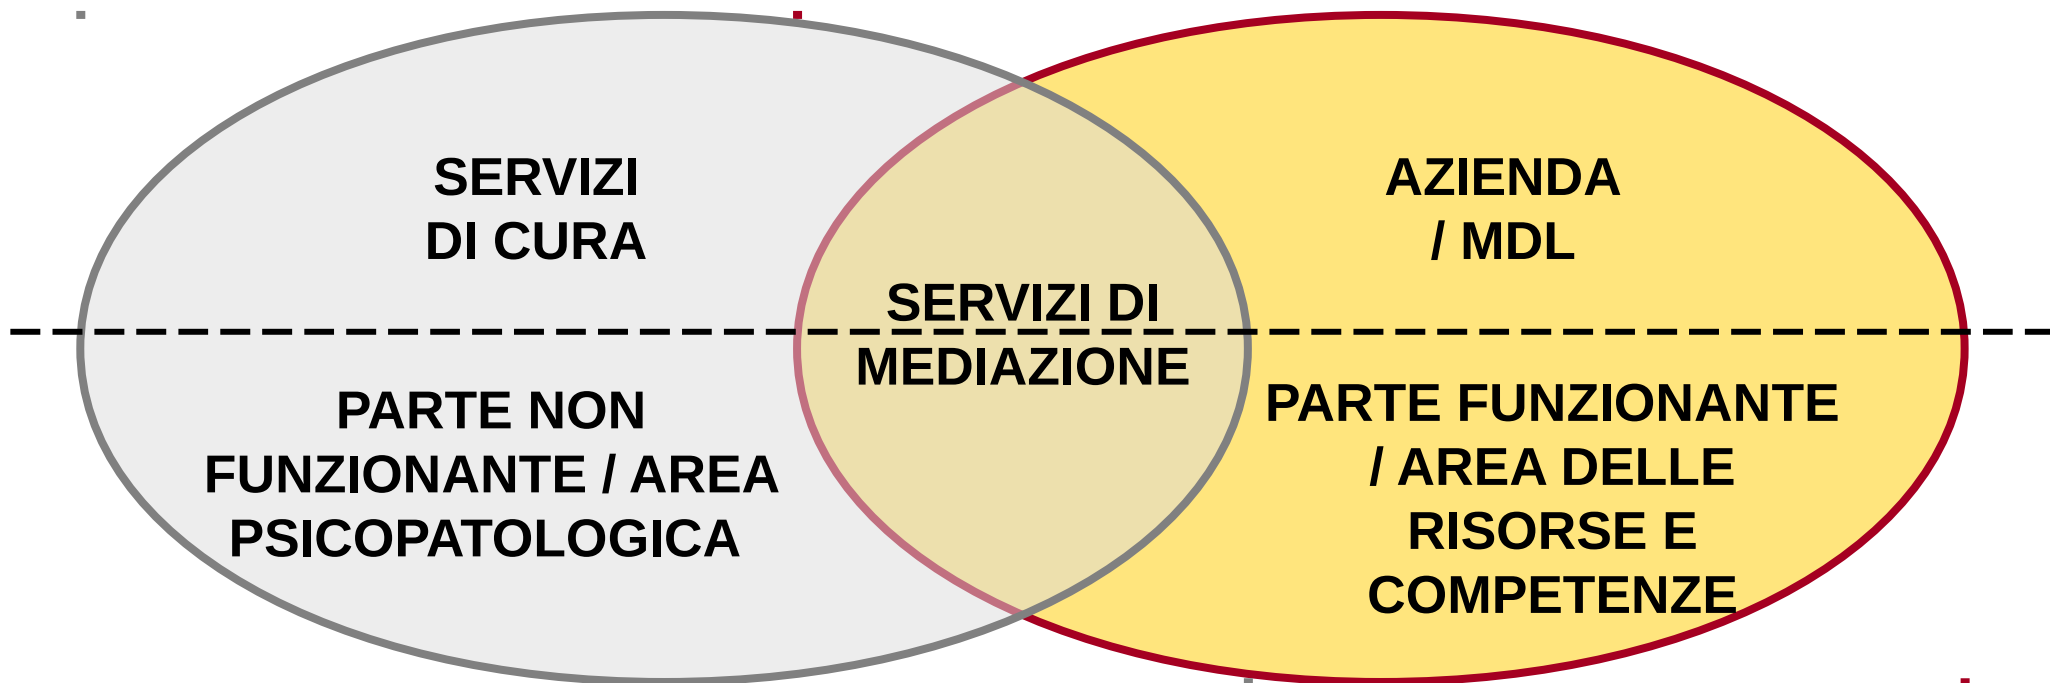 SERVIZI
DI CURA
AZIENDA
/ MDL
SERVIZI DI
MEDIAZIONE
PARTE NON
FUNZIONANTE / AREA
PSICOPATOLOGICA
PARTE FUNZIONANTE
/ AREA DELLE
RISORSE E
COMPETENZE